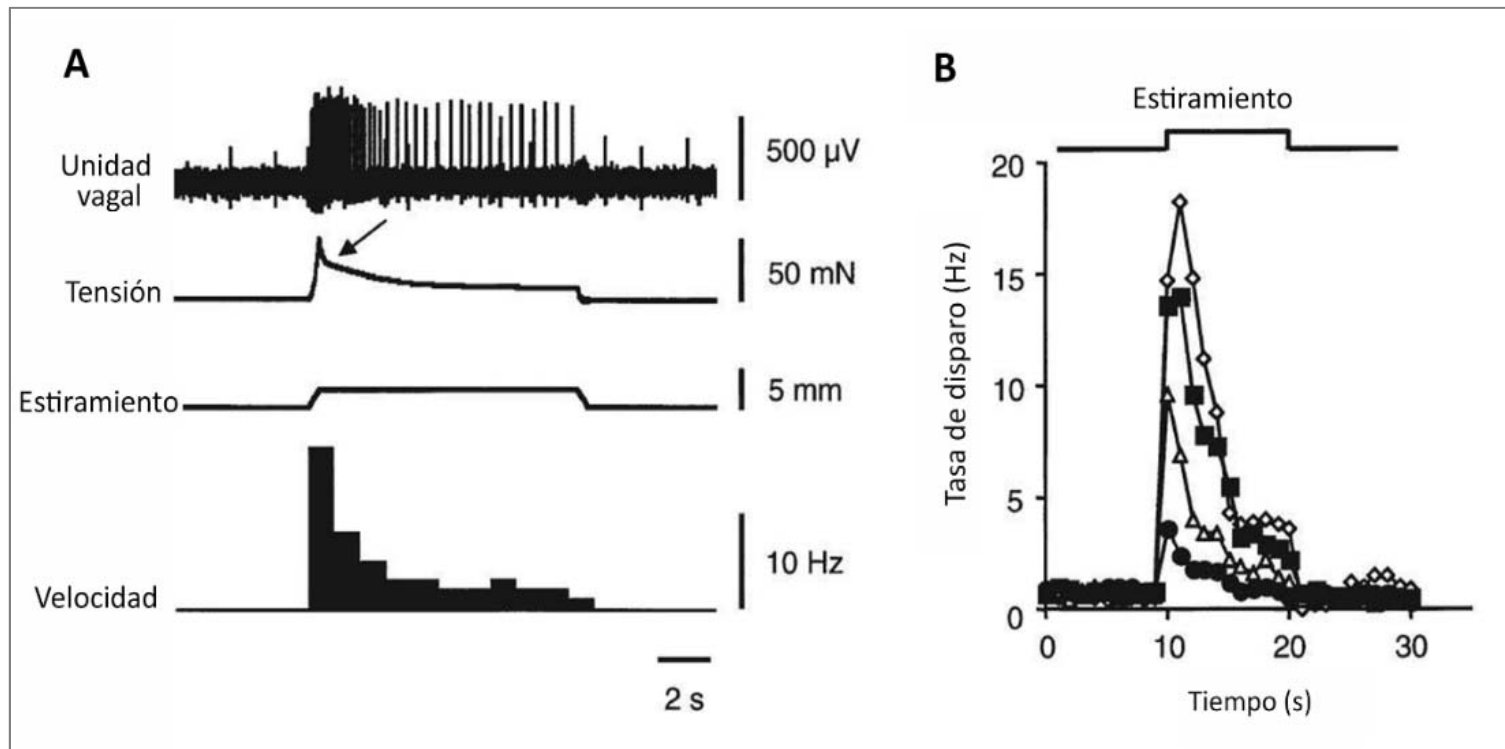 A
Unidad
vagal
500 µV
Tensión
50 mN
Estiramiento
5 mm
Velocidad
10 Hz
2 s
B
Estiramiento
Tasa de disparo (Hz)
20
15
10
5
0
0 10 20 30
Tiempo (s)